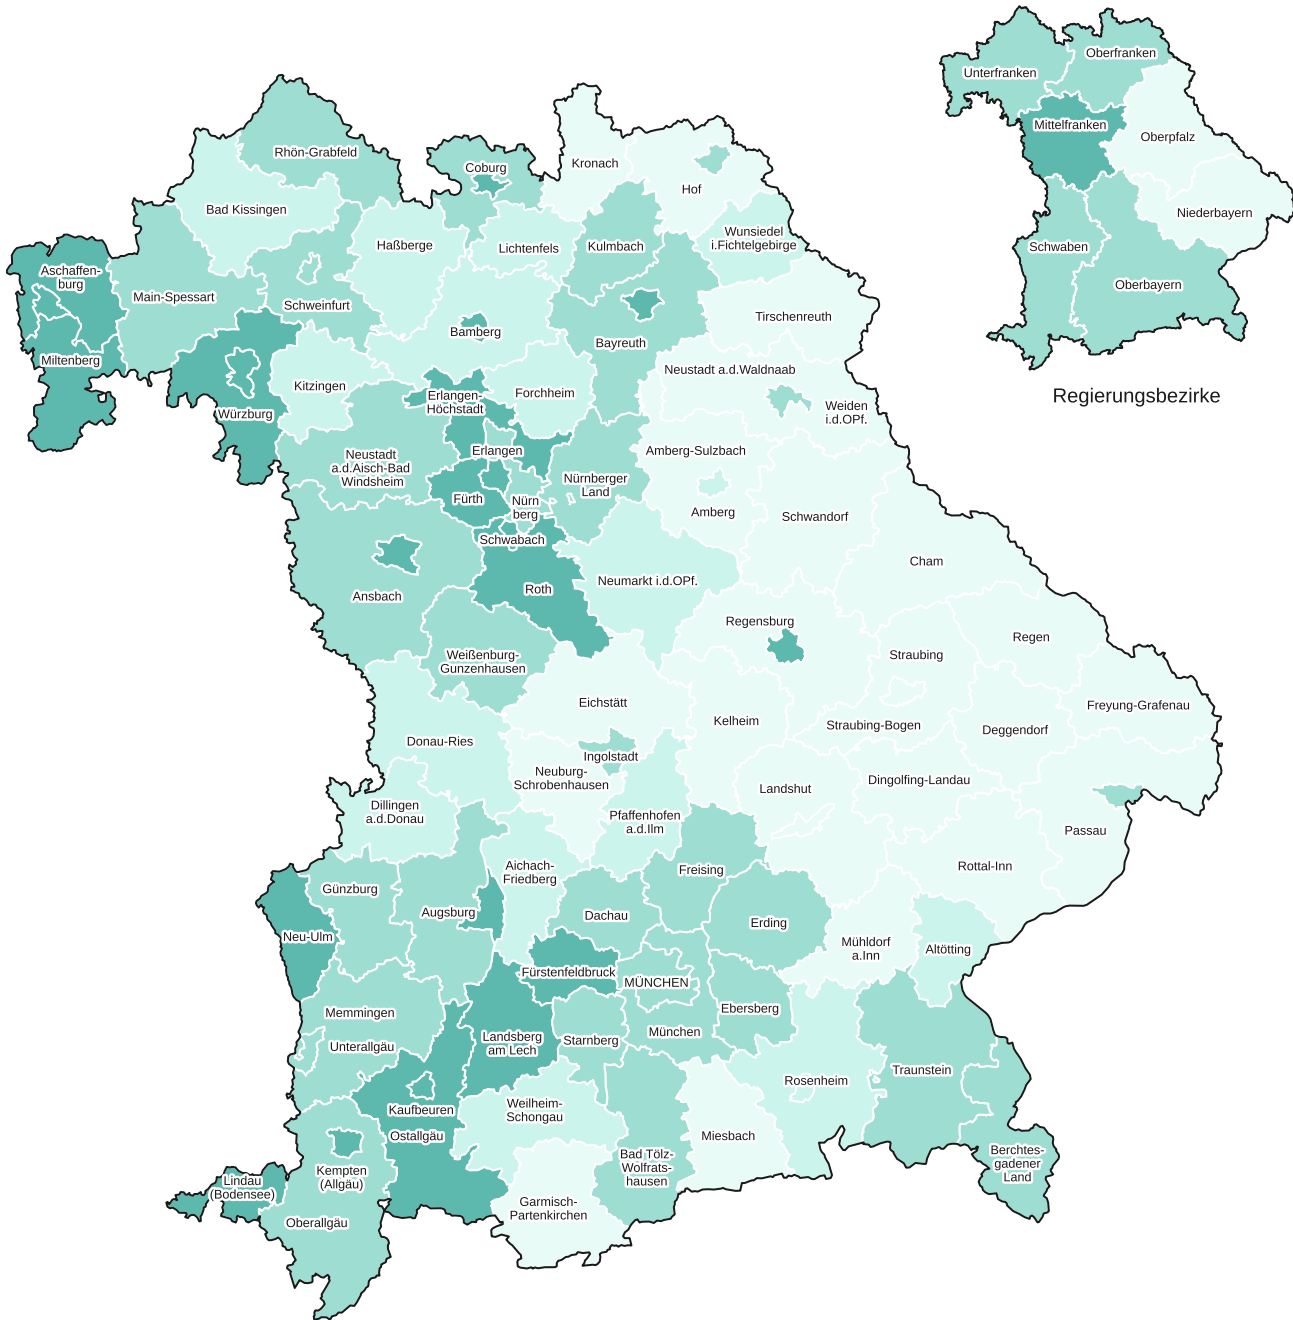 Oberfranken
Unterfranken
Mittelfranken
Oberpfalz
Niederbayern
Schwaben
Oberbayern
Regierungsbezirke
Rhön-Grabfeld
Coburg
Kronach
Hof
Bad Kissingen
Haßberge
Lichtenfels
Kulmbach
Wunsiedel
i.Fichtelgebirge
Aschaffen-
burg
Main-Spessart
Schweinfurt
Bamberg
Bayreuth
Tirschenreuth
Miltenberg
Kitzingen
Würzburg
Erlangen-
Höchstadt
Forchheim
Neustadt a.d.Waldnaab
Weiden
i.d.OPf.
Neustadt
a.d.Aisch-Bad
Windsheim
Erlangen
Amberg-Sulzbach
Fürth
Nürn
berg
Nürnberger
Land
Amberg
Schwandorf
Schwabach
Cham
Ansbach
Roth
Neumarkt i.d.OPf.
Regensburg
Regen
Straubing
Weißenburg-
Gunzenhausen
Eichstätt
Kelheim
Straubing-Bogen
Deggendorf
Freyung-Grafenau
Donau-Ries
Ingolstadt
Neuburg-
Schrobenhausen
Landshut
Dingolfing-Landau
Dillingen
a.d.Donau
Pfaffenhofen
a.d.Ilm
Passau
Aichach-
Friedberg
Freising
Rottal-Inn
Günzburg
Augsburg
Dachau
Erding
Neu-Ulm
Mühldorf
a.Inn
Altötting
Fürstenfeldbruck
MÜNCHEN
Memmingen
Ebersberg
Unterallgäu
Landsberg
am Lech
Starnberg
München
Kaufbeuren
Weilheim-
Schongau
Rosenheim
Traunstein
Ostallgäu
Miesbach
Bad Tölz-
Wolfrats-
hausen
Berchtes-
gadener
Land
Lindau
(Bodensee)
Kempten
(Allgäu)
Oberallgäu
Garmisch-
Partenkirchen